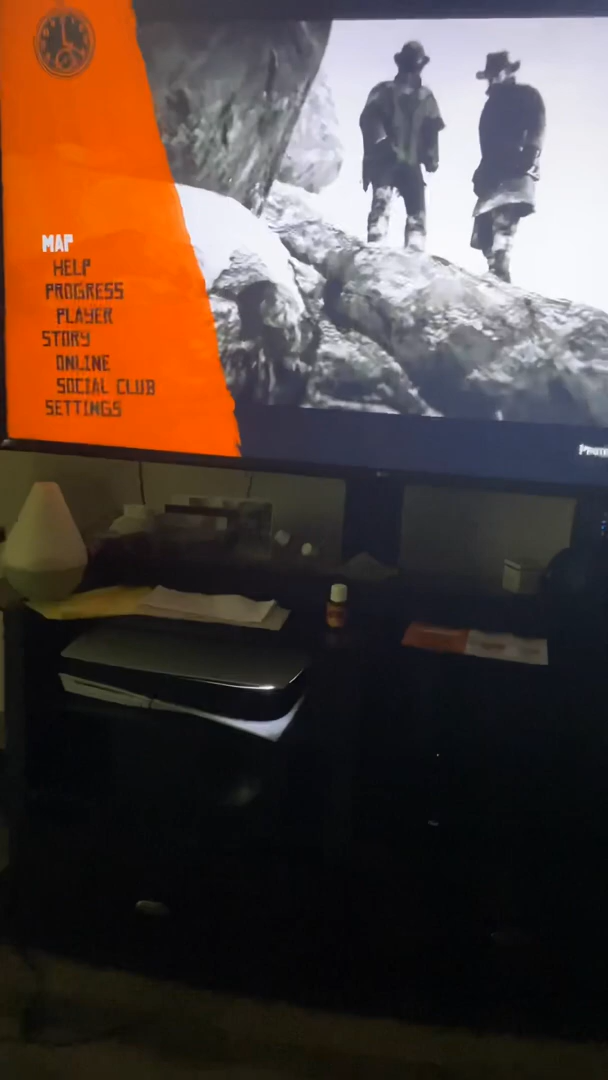 MAP
HELP
PROGRESS
PLAYER
STORY
ONLINE
SOCIAL CLUB
SETTINGS